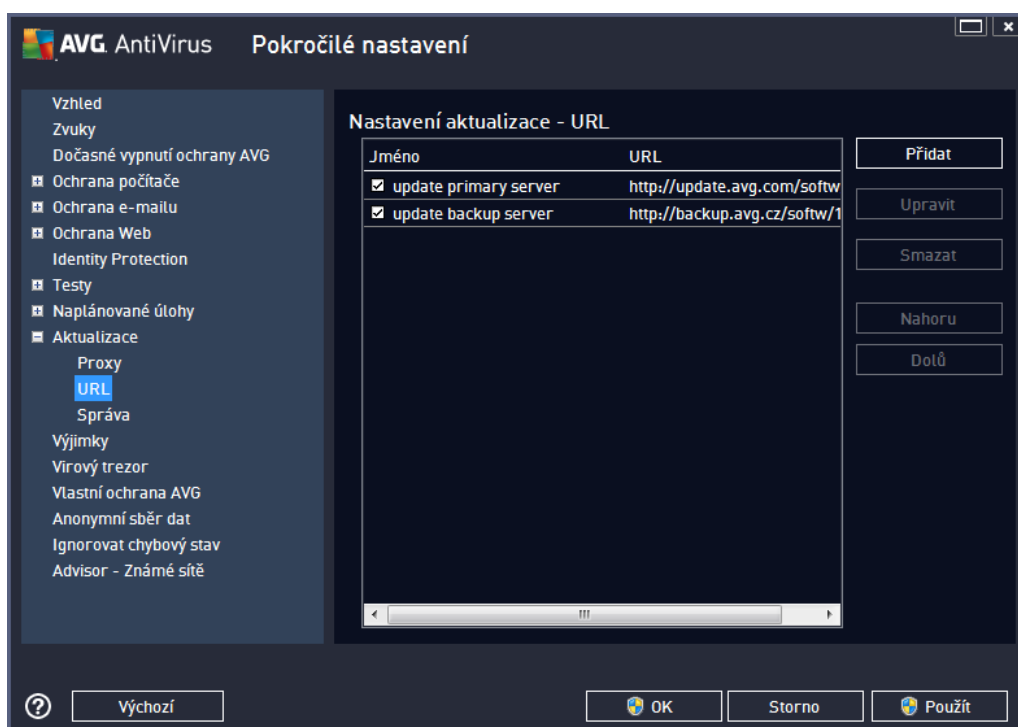 AVG. AntiVirus Pokročilé nastavení
Vzhled
Zvuky
Dočasné vypnutí ochrany AVG
Ochrana počítače
Ochrana e-mailu
Ochrana Web
Identity Protection
Testy
Naplánované úlohy
Aktualizace
Proxy
URL
Správa
Výjimky
Virový trezor
Vlastní ochrana AVG
Anonymní sběr dat
Ignorovat chybový stav
Advisor - Známé sítě
Nastavení aktualizace - URL
Jméno URL
update primary server http://update.avg.com/softw
update backup server http://backup.avg.cz/softw/1
Přidat
Upravit
Smazat
Nahoru
Dolů
Výchozí
OK
Storno
Použít